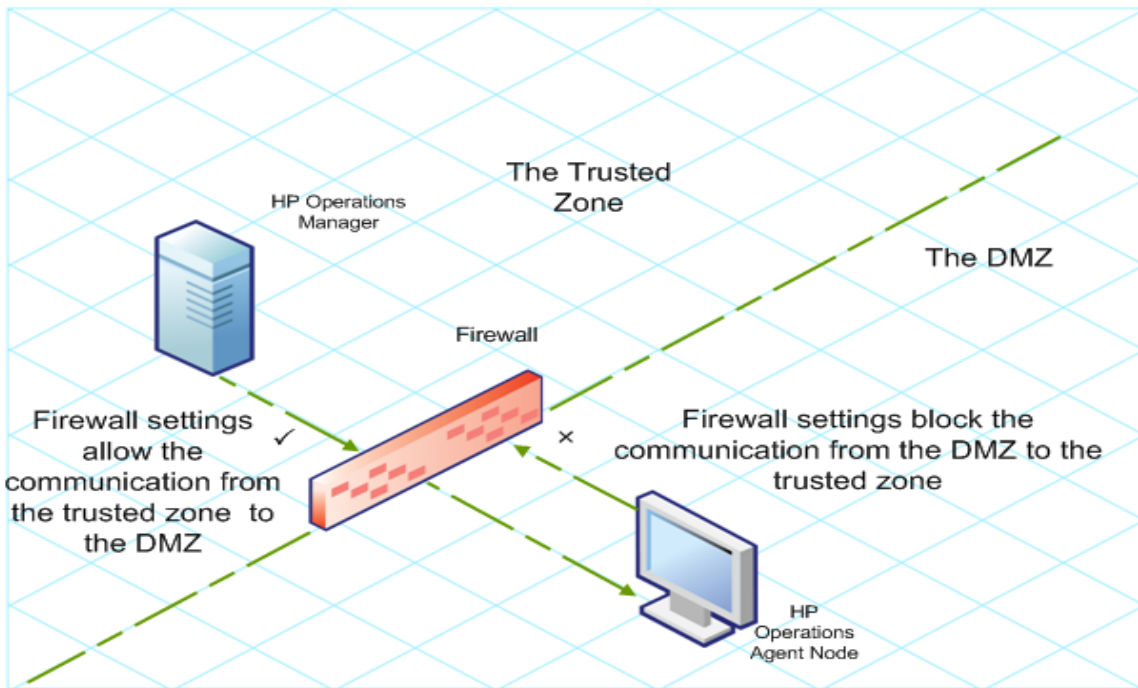 The Trusted
Zone
HP Operations
Manager
The DMZ
Firewall
Firewall settings
allow the
communication from
the trusted zone to
the DMZ
✓
×
Firewall settings block the
communication from the DMZ to the
trusted zone
HP
Operations
Agent Node